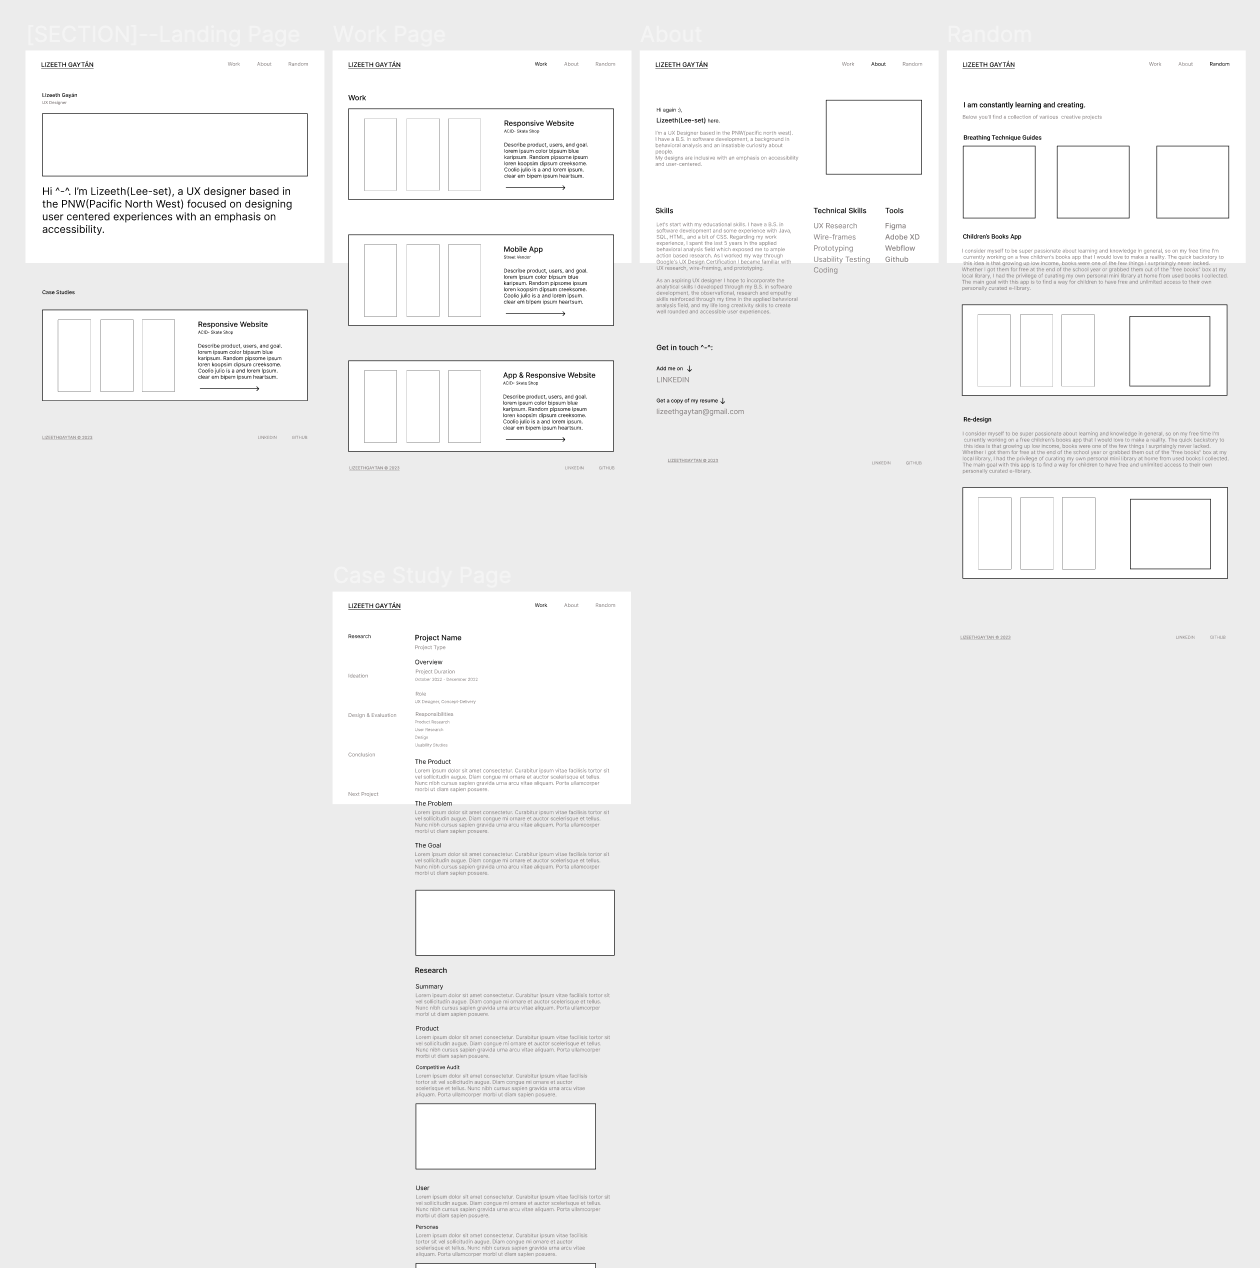 [SECTION]--Landing Page
LIZEETH GAYTÁN
Work About Random
Lizeeth Gayán
UX Designer
Hi ^-^. I'm Lizeeth(Lee-set), a UX designer based in
the PNW(Pacific North West) focused on designing
user centered experiences with an emphasis on
accessibility.
Case Studies
Responsive Website
ACID- Skate Shop
Describe product, users, and goal.
lorem ipsum color bipsum blue
karipsum. Random pipsome ipsum
loren koopsim dipsum creeksome.
Coolio julio is a and lorem ipsum.
clear am bipem ipsum heartsum.
LIZEETHGAYTAN © 2023
LINKEDIN GITHUB
Work Page
LIZEETH GAYTÁN
Work About Random
Work
Responsive Website
ACID- Skate Shop
Describe product, users, and goal.
lorem ipsum color bipsum blue
karipsum. Random pipsome ipsum
loren koopsim dipsum creeksome.
Coolio julio is a and lorem ipsum.
clear am bipem ipsum heartsum.
Mobile App
Street Vendor
Describe product, users, and goal.
lorem ipsum color bipsum blue
karipsum. Random pipsome ipsum
loren koopsim dipsum creeksome.
Coolio julio is a and lorem ipsum.
clear am bipem ipsum heartsum.
App & Responsive Website
ACID- Skate Shop
Describe product, users, and goal.
lorem ipsum color bipsum blue
karipsum. Random pipsome ipsum
loren koopsim dipsum creeksome.
Coolio julio is a and lorem ipsum.
clear am bipem ipsum heartsum.
LIZEETHGAYTAN © 2023
LINKEDIN GITHUB
About
LIZEETH GAYTÁN
Work About Random
Hi again :),
Lizeeth(Lee-set) here.
I'm a UX Designer based in the PNW(pacific north west).
I have a B.S. in software development, a background in
behavioral analysis and an insatiable curiosity about
people.
My designs are inclusive with an emphasis on accessibility
and user-centered.
Skills
Let's start with my educational skills. I have a B.S. in
software development and some experience with Java,
SQL, HTML, and a bit of CSS. Regarding my work
experience, I spent the last 5 years in the applied
behavioral analysis field which exposed me to ample
action based research. As I worked my way through
Google's UX Design Certification I became familiar with
UX research, wire-framing, and prototyping.
As an aspiring UX designer I hope to incorporate the
analytical skills I developed through my B.S. in software
development, the observational, research and empathy
skills reinforced through my time in the applied behavioral
analysis field, and my life long creativity skills to create
well rounded and accessible user experiences.
Technical Skills
UX Research
Wire-frames
Prototyping
Usability Testing
Coding
Tools
Figma
Adobe XD
Webflow
Github
Get in touch ^-^:
Add me on ↓
LINKEDIN
Get a copy of my resume ↓
lizeethgaytan@gmail.com
LIZEETHGAYTAN © 2023
LINKEDIN GITHUB
Random
LIZEETH GAYTÁN
Work About Random
I am constantly learning and creating.
Below you'll find a collection of various creative projects
Breathing Technique Guides
Children's Books App
I consider myself to be super passionate about learning and knowledge in general, so on my free time I'm
currently working on a free children's books app that I would love to make a reality. The quick backstory to
this idea is that growing up low income, books were one of the few things I surprisingly never lacked.
Whether I got them for free at the end of the school year or grabbed them out of the "free books" box at my
local library, I had the privilege of curating my own personal mini library at home from used books I collected.
The main goal with this app is to find a way for children to have free and unlimited access to their own
personally curated e-library.
Re-design
I consider myself to be super passionate about learning and knowledge in general, so on my free time I'm
currently working on a free children's books app that I would love to make a reality. The quick backstory to
this idea is that growing up low income, books were one of the few things I surprisingly never lacked.
Whether I got them for free at the end of the school year or grabbed them out of the "free books" box at my
local library, I had the privilege of curating my own personal mini library at home from used books I collected.
The main goal with this app is to find a way for children to have free and unlimited access to their own
personally curated e-library.
LIZEETHGAYTAN © 2023
LINKEDIN GITHUB
Case Study Page
LIZEETH GAYTÁN
Work About Random
Research
Ideation
Design & Evaluation
Conclusion
Next Project
Project Name
Project Type
Overview
Project Duration
October 2022 - December 2022
Role
UX Designer, Concept-Delivery
Responsibilities
Product Research
User Research
Design
Usability Studies
The Product
Lorem ipsum dolor sit amet consectetur. Curabitur ipsum vitae facilisis tortor sit
vel sollicitudin augue. Diam congue mi ornare et auctor scelerisque et tellus.
Nunc nibh cursus sapien gravida urna arcu vitae aliquam. Porta ullamcorper
morbi ut diam sapien posuere.
The Problem
Lorem ipsum dolor sit amet consectetur. Curabitur ipsum vitae facilisis tortor sit
vel sollicitudin augue. Diam congue mi ornare et auctor scelerisque et tellus.
Nunc nibh cursus sapien gravida urna arcu vitae aliquam. Porta ullamcorper
morbi ut diam sapien posuere.
The Goal
Lorem ipsum dolor sit amet consectetur. Curabitur ipsum vitae facilisis tortor sit
vel sollicitudin augue. Diam congue mi ornare et auctor scelerisque et tellus.
Nunc nibh cursus sapien gravida urna arcu vitae aliquam. Porta ullamcorper
morbi ut diam sapien posuere.
Research
Summary
Lorem ipsum dolor sit amet consectetur. Curabitur ipsum vitae facilisis tortor sit
vel sollicitudin augue. Diam congue mi ornare et auctor scelerisque et tellus.
Nunc nibh cursus sapien gravida urna arcu vitae aliquam. Porta ullamcorper
morbi ut diam sapien posuere.
Product
Lorem ipsum dolor sit amet consectetur. Curabitur ipsum vitae facilisis tortor sit
vel sollicitudin augue. Diam congue mi ornare et auctor scelerisque et tellus.
Nunc nibh cursus sapien gravida urna arcu vitae aliquam. Porta ullamcorper
morbi ut diam sapien posuere.
Competitive Audit
Lorem ipsum dolor sit amet consectetur. Curabitur ipsum vitae facilisis
tortor sit vel sollicitudin augue. Diam congue mi ornare et auctor
scelerisque et tellus. Nunc nibh cursus sapien gravida urna arcu vitae
aliquam. Porta ullamcorper morbi ut diam sapien posuere.
User
Lorem ipsum dolor sit amet consectetur. Curabitur ipsum vitae facilisis tortor sit
vel sollicitudin augue. Diam congue mi ornare et auctor scelerisque et tellus.
Nunc nibh cursus sapien gravida urna arcu vitae aliquam. Porta ullamcorper
morbi ut diam sapien posuere.
Personas
Lorem ipsum dolor sit amet consectetur. Curabitur ipsum vitae facilisis
tortor sit vel sollicitudin augue. Diam congue mi ornare et auctor
scelerisque et tellus. Nunc nibh cursus sapien gravida urna arcu vitae
aliquam. Porta ullamcorper morbi ut diam sapien posuere.